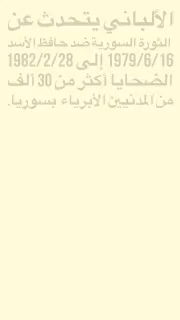 الألباني يتحدث عن
الثورة السورية ضد حافظ الأسد
1979/6/16 إلى 1982/2/28
الضحايا أكثر من 30 ألف
من المدنيين الأبرياء بسوريا.